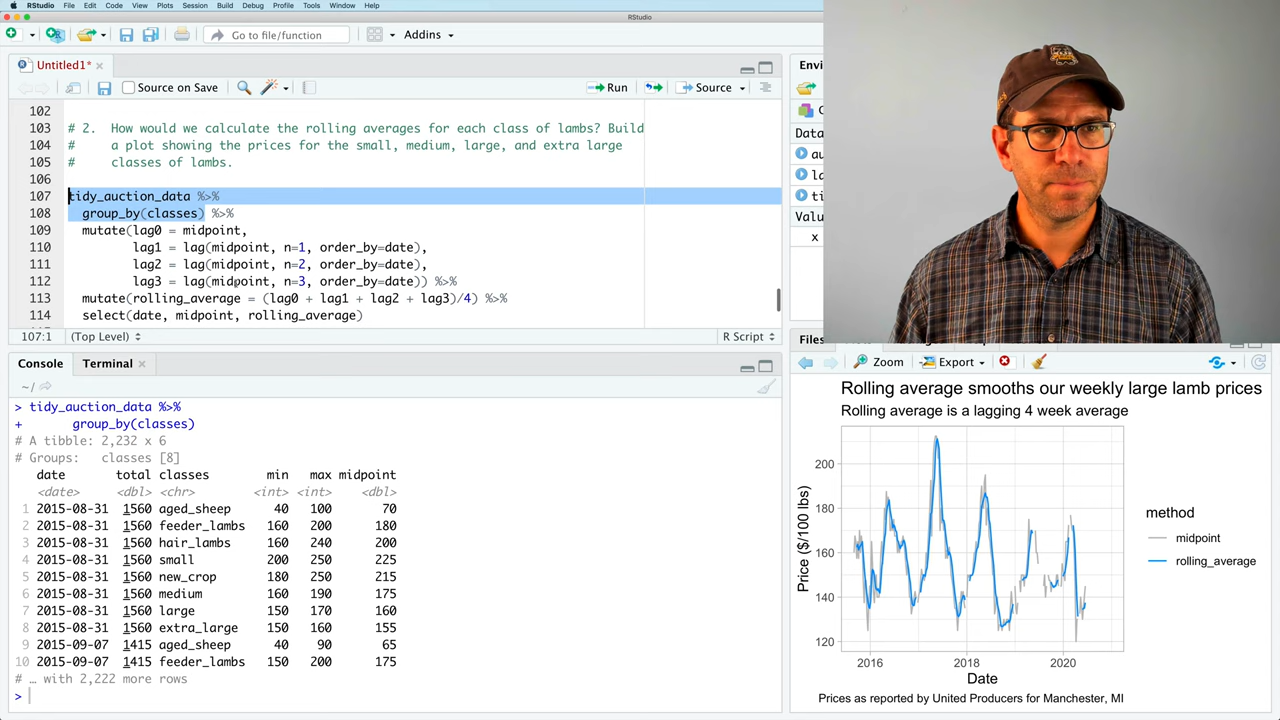 RStudio File Edit Code View Plots Session Build Debug Profile Tools Window Help
RStudio
Go to file/function
Addins
Untitled1*
Source on Save
Run
Source
102
103 # 2. How would we calculate the rolling averages for each class of lambs? Build
104 # a plot showing the prices for the small, medium, large, and extra large
105 # classes of lambs.
106
107 tidy_auction_data %>%
108 group_by(classes) %>%
109 mutate(lag0 = midpoint,
110 lag1 = lag(midpoint, n=1, order_by=date),
111 lag2 = lag(midpoint, n=2, order_by=date),
112 lag3 = lag(midpoint, n=3, order_by=date)) %>%
113 mutate(rolling_average = (lag0 + lag1 + lag2 + lag3)/4) %>%
114 select(date, midpoint, rolling_average)
107:1 (Top Level) R Script
Console Terminal
~/
> tidy_auction_data %>%
+ group_by(classes)
# A tibble: 2,232 x 6
# Groups: classes [8]
date total classes min max midpoint
<date> <dbl> <chr> <int> <int> <dbl>
1 2015-08-31 1560 aged_sheep 40 100 70
2 2015-08-31 1560 feeder_lambs 160 200 180
3 2015-08-31 1560 hair_lambs 160 240 200
4 2015-08-31 1560 small 200 250 225
5 2015-08-31 1560 new_crop 180 250 215
6 2015-08-31 1560 medium 160 190 175
7 2015-08-31 1560 large 150 170 160
8 2015-08-31 1560 extra_large 150 160 155
9 2015-09-07 1415 aged_sheep 40 90 65
10 2015-09-07 1415 feeder_lambs 150 200 175
# … with 2,222 more rows
>
Envi
Data
au
la
ti
Valu
x
Files
Zoom Export
Rolling average smooths our weekly large lamb prices
Rolling average is a lagging 4 week average
Price ($/100 lbs)
200
180
160
140
120
2016 2018 2020
Date
method
midpoint
rolling_average
Prices as reported by United Producers for Manchester, MI